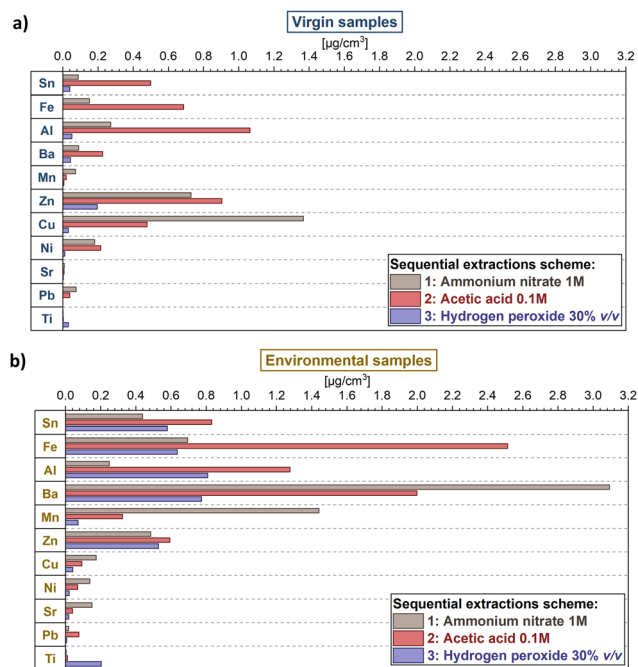 a)
Virgin samples
[µg/cm³]
0.0 0.2 0.4 0.6 0.8 1.0 1.2 1.4 1.6 1.8 2.0 2.2 2.4 2.6 2.8 3.0 3.2
Sn
Fe
Al
Ba
Mn
Zn
Cu
Ni
Sr
Pb
Ti
Sequential extractions scheme:
1: Ammonium nitrate 1M
2: Acetic acid 0.1M
3: Hydrogen peroxide 30% v/v
b)
Environmental samples
[µg/cm³]
0.0 0.2 0.4 0.6 0.8 1.0 1.2 1.4 1.6 1.8 2.0 2.2 2.4 2.6 2.8 3.0 3.2
Sn
Fe
Al
Ba
Mn
Zn
Cu
Ni
Sr
Pb
Ti
Sequential extractions scheme:
1: Ammonium nitrate 1M
2: Acetic acid 0.1M
3: Hydrogen peroxide 30% v/v